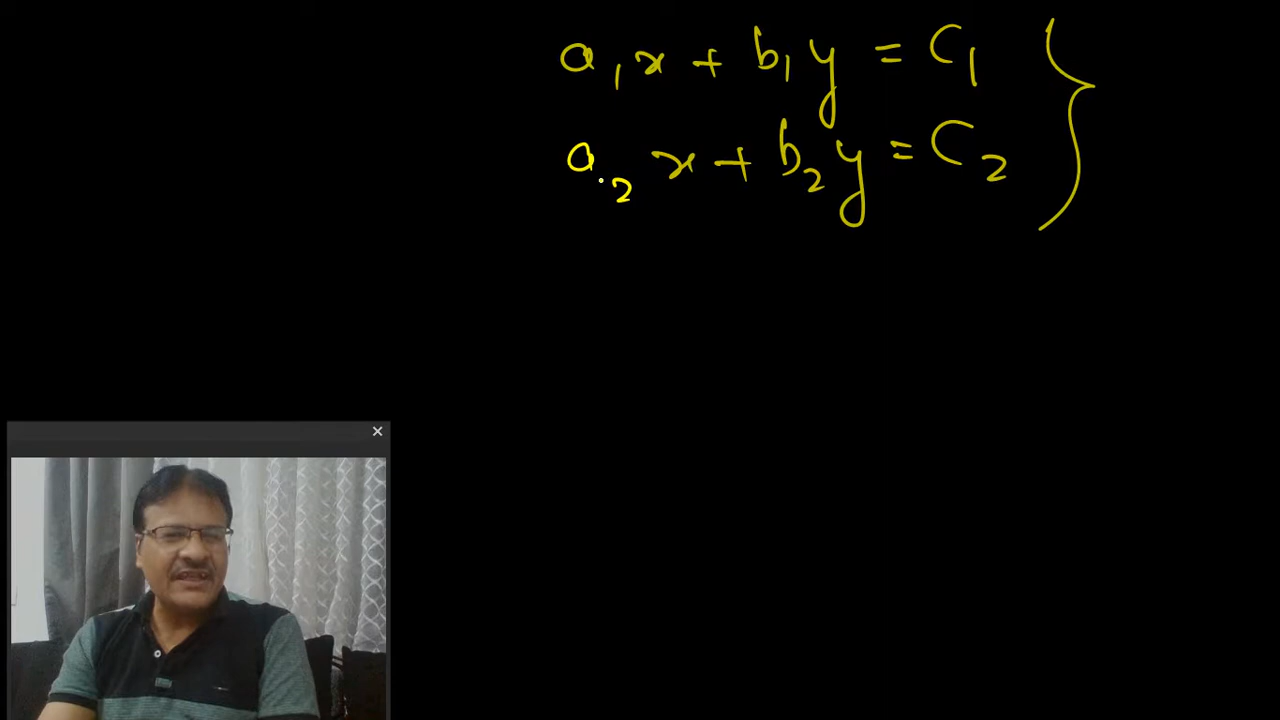 a₁x + b₁y = C₁
a₂x + b₂y = C₂